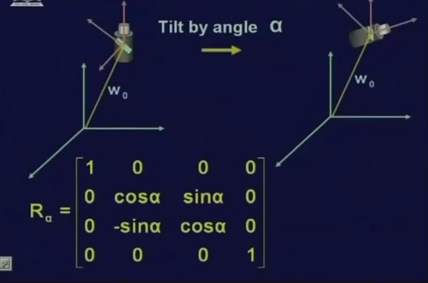 Tilt by angle α
w₀
w₀
Rα =
1 0 0 0
0 cosα sinα 0
0 -sinα cosα 0
0 0 0 1